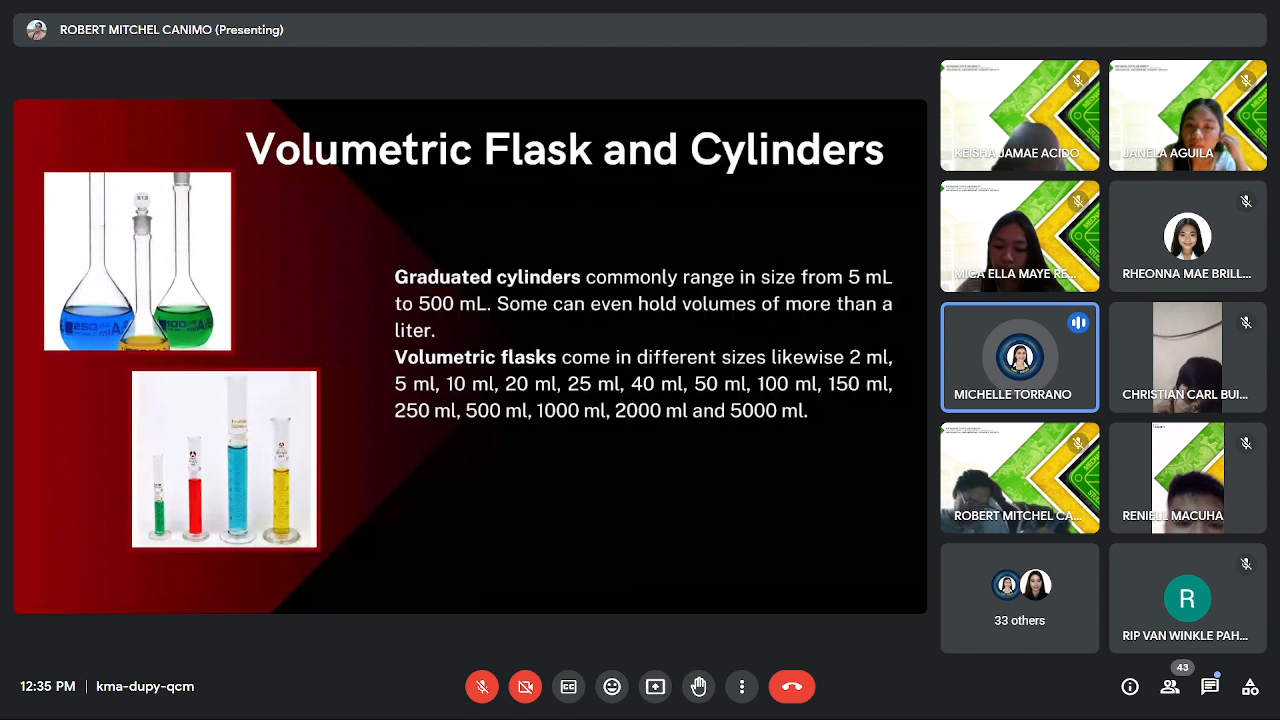 ROBERT MITCHEL CANIMO (Presenting)
Volumetric Flask and Cylinders
Graduated cylinders commonly range in size from 5 mL
to 500 mL. Some can even hold volumes of more than a
liter.
Volumetric flasks come in different sizes likewise 2 ml,
5 ml, 10 ml, 20 ml, 25 ml, 40 ml, 50 ml, 100 ml, 150 ml,
250 ml, 500 ml, 1000 ml, 2000 ml and 5000 ml.
250
100
KEISHA JAMAE ACIDO
JANELA AGUILA
MICA ELLA MAYE RE...
RHEONNA MAE BRILL...
MICHELLE TORRANO
CHRISTIAN CARL BUI...
ROBERT MITCHEL CA...
RENIELL MACUHA
33 others
R
RIP VAN WINKLE PAH...
12:35 PM | kma-dupy-qcm
43